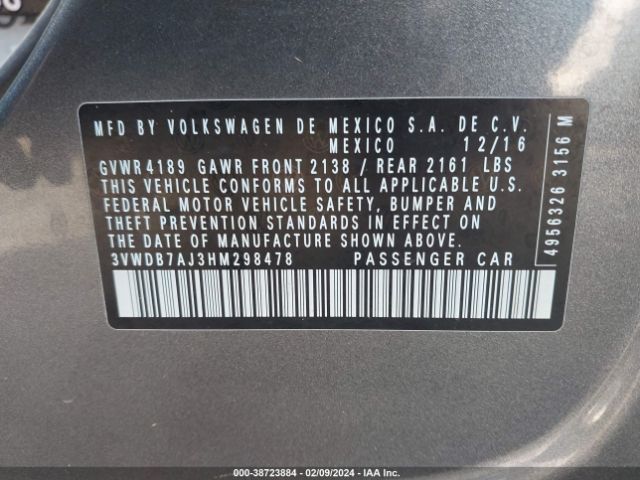 MFD BY VOLKSWAGEN DE MEXICO S.A. DE C.V.
MEXICO 12/16
GVWR 4189 GAWR FRONT 2138 / REAR 2161 LBS
THIS VEHICLE CONFORMS TO ALL APPLICABLE U.S.
FEDERAL MOTOR VEHICLE SAFETY, BUMPER AND
THEFT PREVENTION STANDARDS IN EFFECT ON
THE DATE OF MANUFACTURE SHOWN ABOVE.
3VWDB7AJ3HM298478 PASSENGER CAR
4956326 3156 M
000-38723884 - 02/09/2024 - IAA Inc.